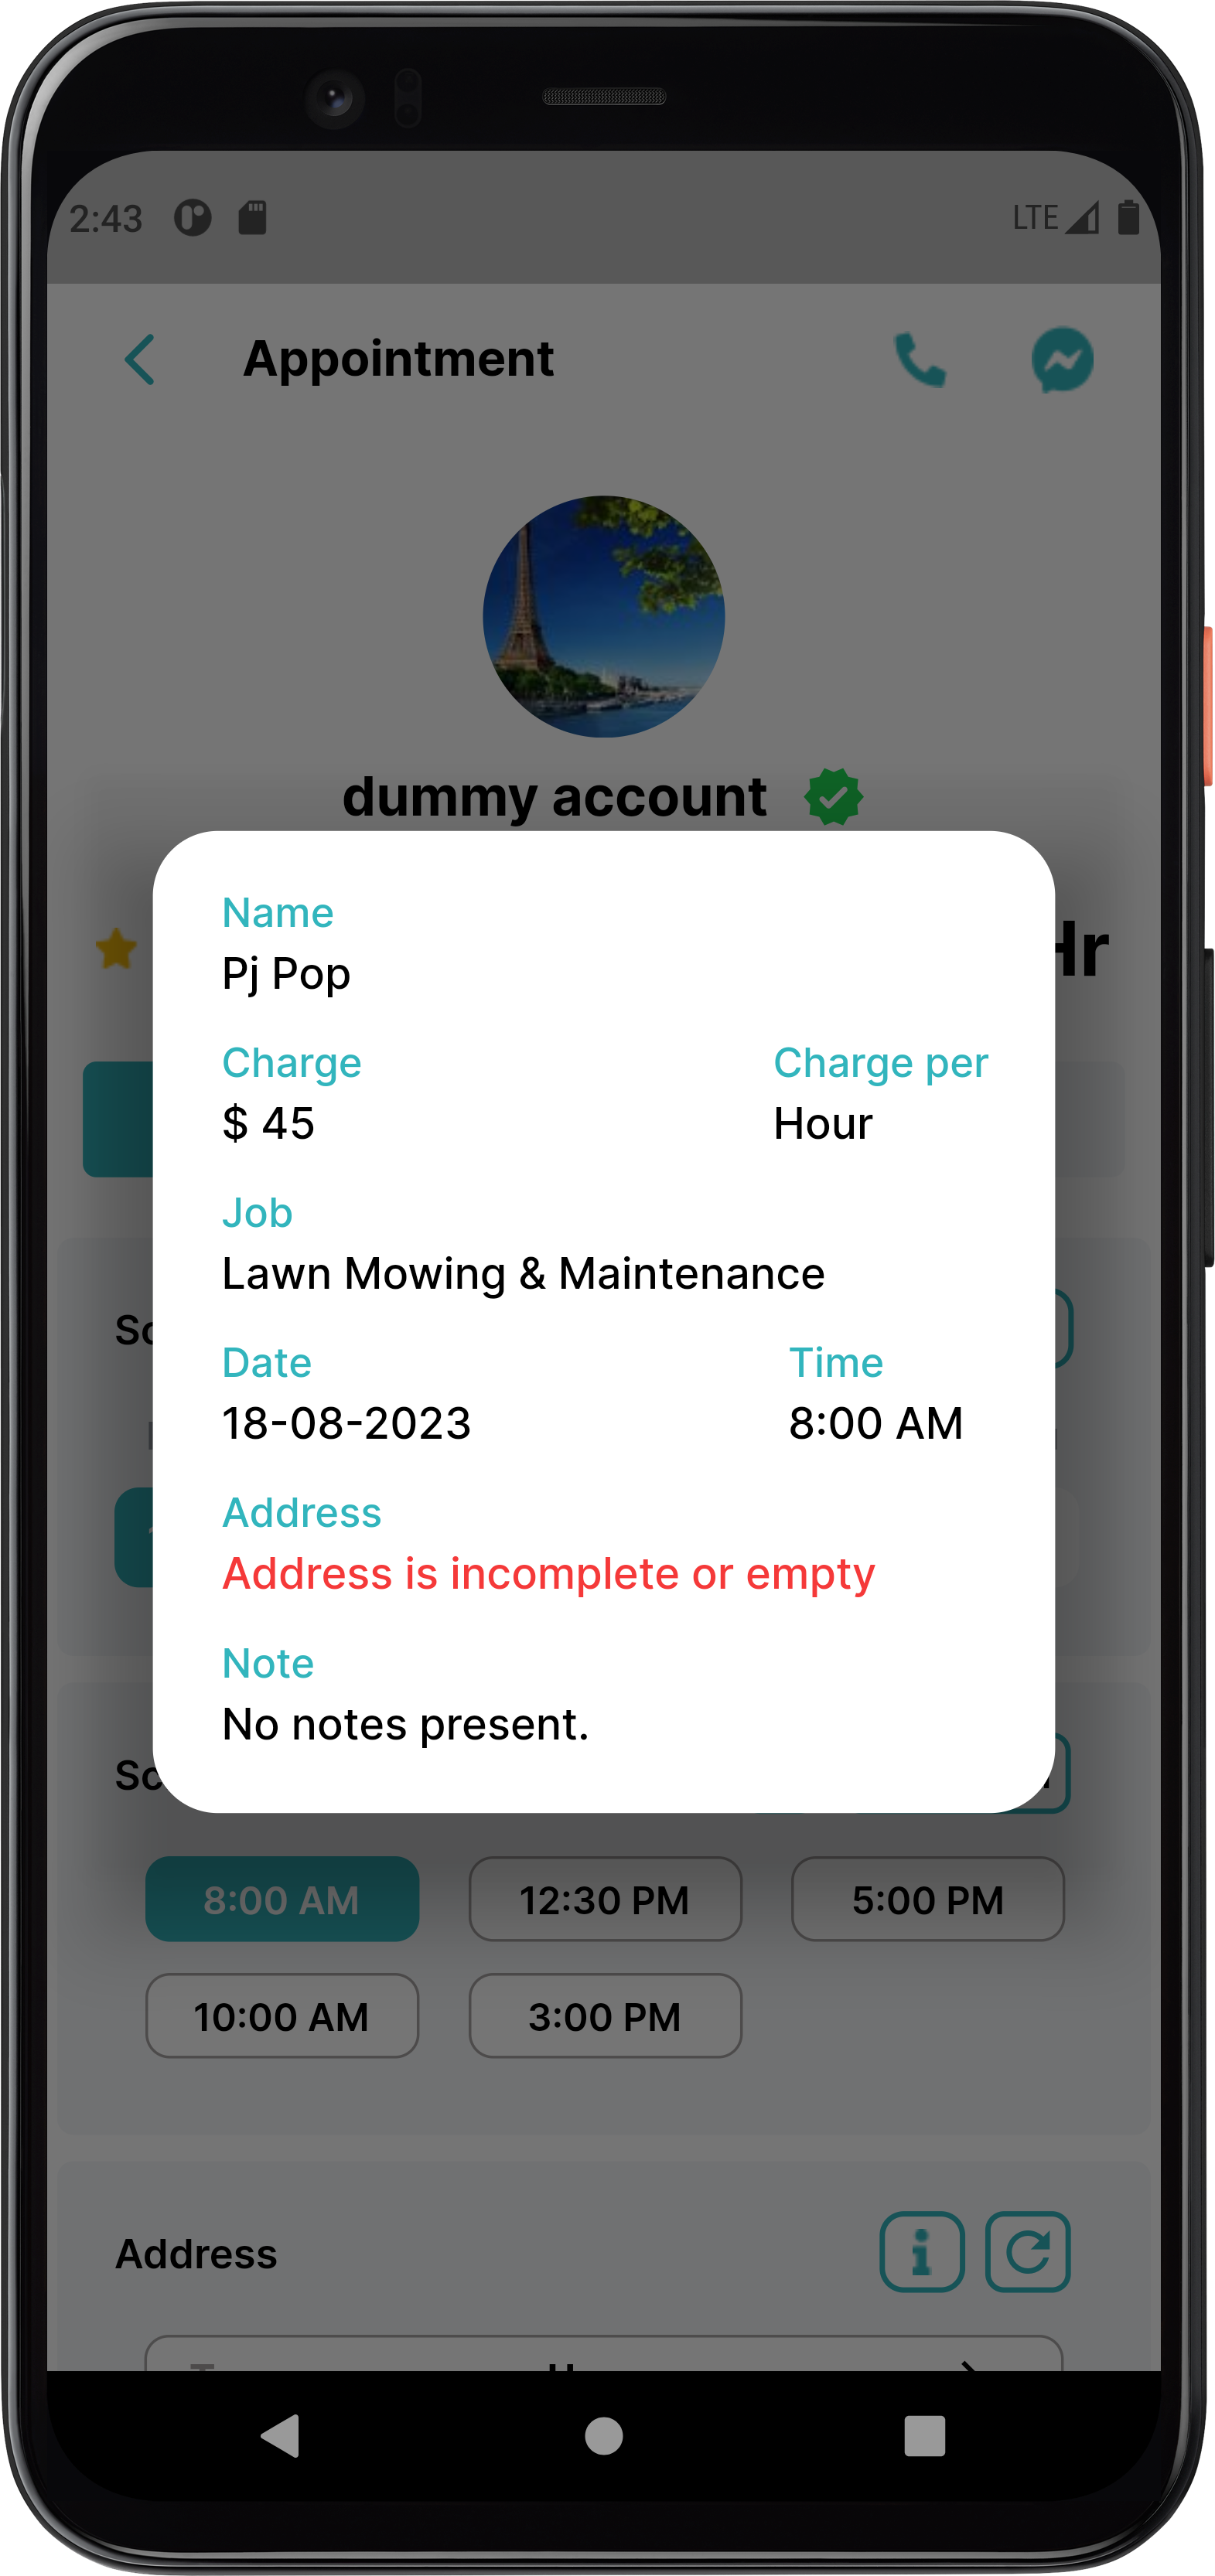 2:43 LTE
Appointment
dummy account
Hr
Name
Pj Pop
Charge Charge per
$ 45 Hour
Job
Lawn Mowing & Maintenance
Date Time
18-08-2023 8:00 AM
Address
Address is incomplete or empty
Note
No notes present.
8:00 AM 12:30 PM 5:00 PM
10:00 AM 3:00 PM
Address